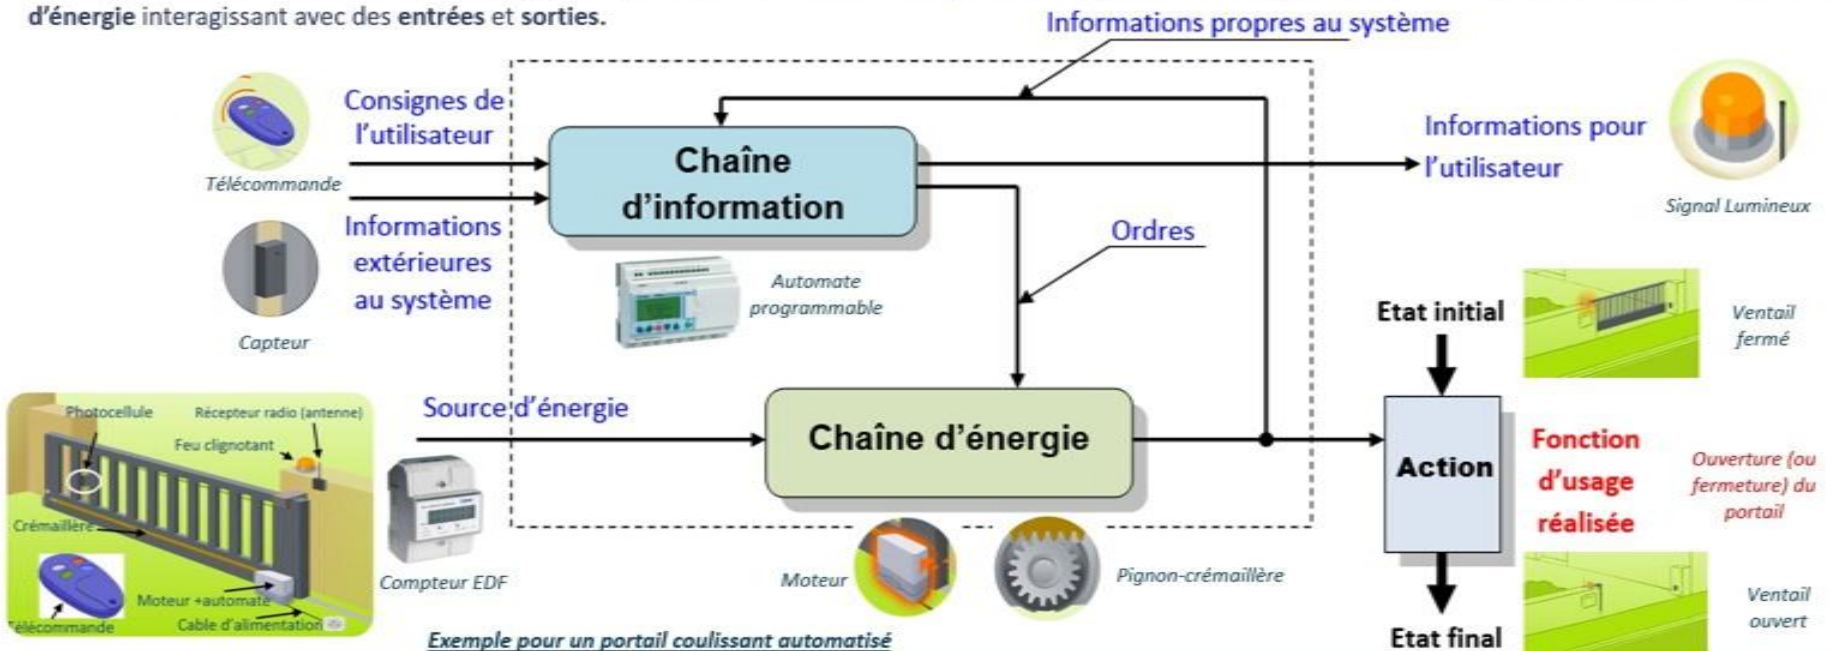 d'énergie interagissant avec des entrées et sorties.
Informations propres au système
Consignes de
l'utilisateur
Télécommande
Informations
extérieures
au système
Capteur
Chaîne
d'information
Automate
programmable
Informations pour
l'utilisateur
Signal Lumineux
Ordres
Etat initial
Ventail
fermé
Source d'énergie
Chaîne d'énergie
Action
Fonction
d'usage
réalisée
Ouverture (ou
fermeture) du
portail
Photocellule
Récepteur radio (antenne)
Feu clignotant
Crémaillère
Moteur +automate
Télécommande
Cable d'alimentation
Compteur EDF
Moteur
Pignon-crémaillère
Ventail
ouvert
Etat final
Exemple pour un portail coulissant automatisé